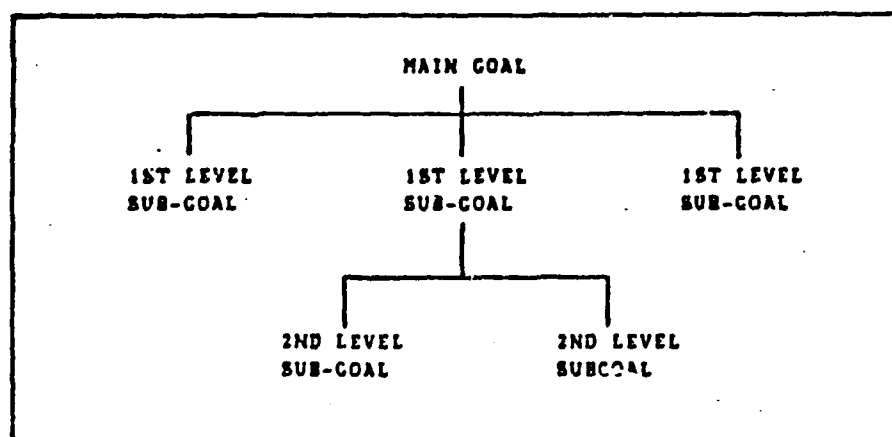 MAIN GOAL
1ST LEVEL 1ST LEVEL 1ST LEVEL
SUB-GOAL SUB-GOAL SUB-GOAL
2ND LEVEL 2ND LEVEL
SUB-GOAL SUBGOAL